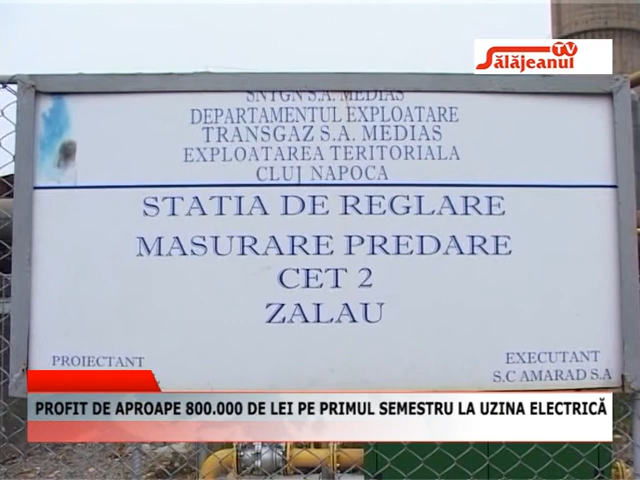 Sălăjeanul TV
SNTGN S.A. MEDIAS
DEPARTAMENTUL EXPLOATARE
TRANSGAZ S.A. MEDIAS
EXPLOATAREA TERITORIALA
CLUJ NAPOCA
STATIA DE REGLARE
MASURARE PREDARE
CET 2
ZALAU
PROIECTANT
EXECUTANT
S.C AMARAD S.A
PROFIT DE APROAPE 800.000 DE LEI PE PRIMUL SEMESTRU LA UZINA ELECTRICĂ